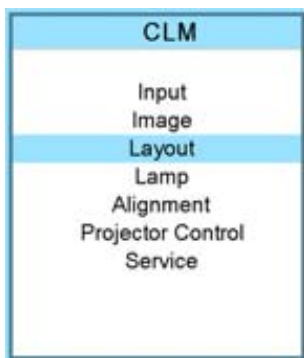 CLM
Input
Image
Layout
Lamp
Alignment
Projector Control
Service